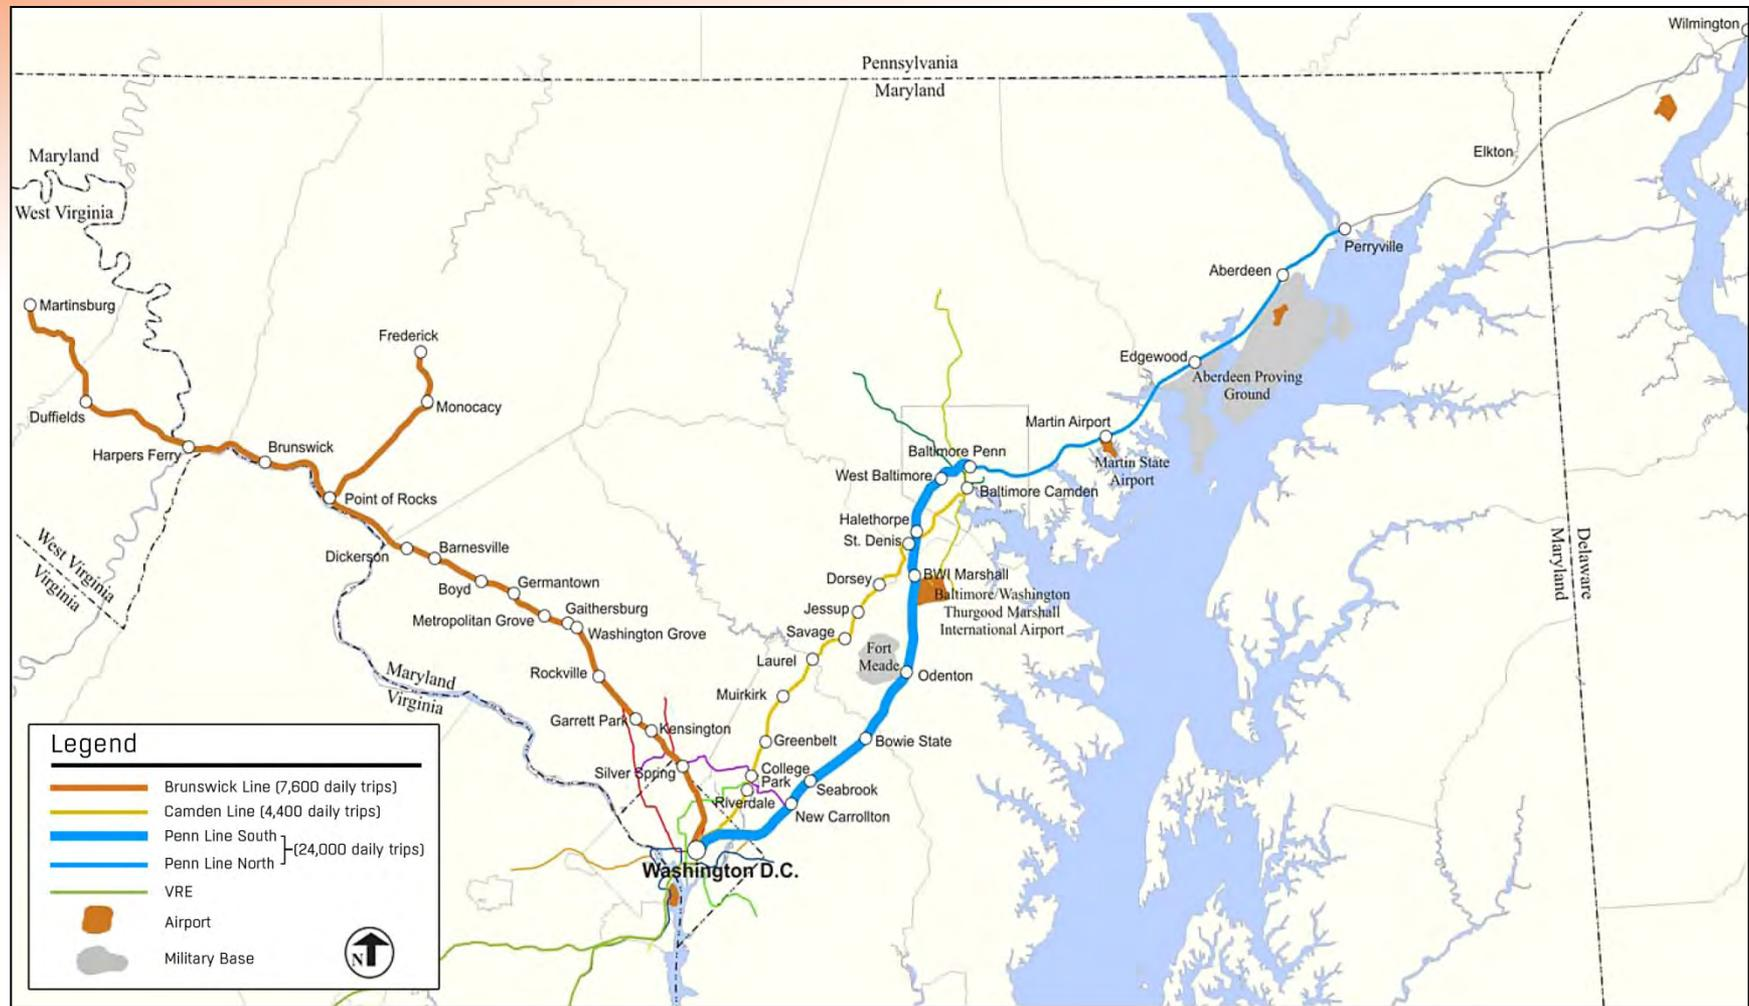 Wilmington
Pennsylvania
Maryland
Maryland
West Virginia
Elkton
Perryville
Aberdeen
Martinsburg
Frederick
Edgewood
Aberdeen Proving
Ground
Duffields
Monocacy
Harpers Ferry
Brunswick
Martin Airport
Martin State
Airport
Baltimore Penn
West Baltimore
Baltimore Camden
Point of Rocks
Halethorpe
St. Denis
West Virginia
Virginia
Dickerson
Barnesville
Delaware
Maryland
Boyd
Germantown
Dorsey
BWI Marshall
Baltimore/Washington
Thurgood Marshall
International Airport
Metropolitan Grove
Gaithersburg
Washington Grove
Jessup
Savage
Fort
Meade
Laurel
Odenton
Rockville
Maryland
Virginia
Muirkirk
Garrett Park
Kensington
Greenbelt
Bowie State
Silver Spring
College
Park
Seabrook
Riverdale
New Carrollton
Washington D.C.
Legend
Brunswick Line (7,600 daily trips)
Camden Line (4,400 daily trips)
Penn Line South
(24,000 daily trips)
Penn Line North
VRE
Airport
Military Base
N